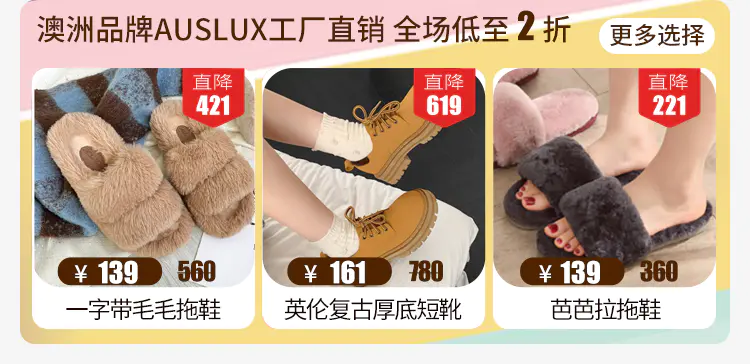 澳洲品牌AUSLUX工厂直销 全场低至 2 折
更多选择
直降
421
¥ 139 560
一字带毛毛拖鞋
直降
619
¥ 161 780
英伦复古厚底短靴
直降
221
¥ 139 360
芭芭拉拖鞋